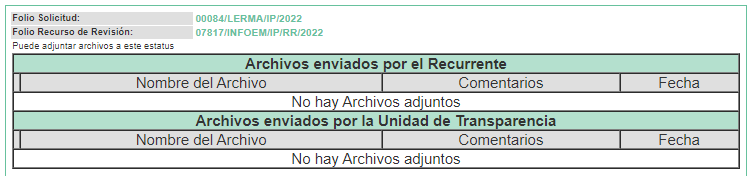 Folio Solicitud: 00084/LERMA/IP/2022
Folio Recurso de Revisión: 07817/INFOEM/IP/RR/2022
Puede adjuntar archivos a este estatus
Archivos enviados por el Recurrente
Nombre del Archivo Comentarios Fecha
No hay Archivos adjuntos
Archivos enviados por la Unidad de Transparencia
Nombre del Archivo Comentarios Fecha
No hay Archivos adjuntos